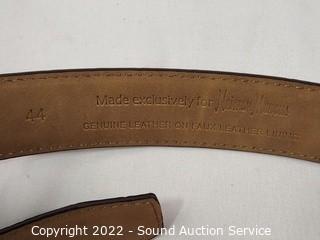 44
Made exclusively for Neiman Marcus
GENUINE LEATHER ON FAUX LEATHER LINING
Copyright 2022 - Sound Auction Service